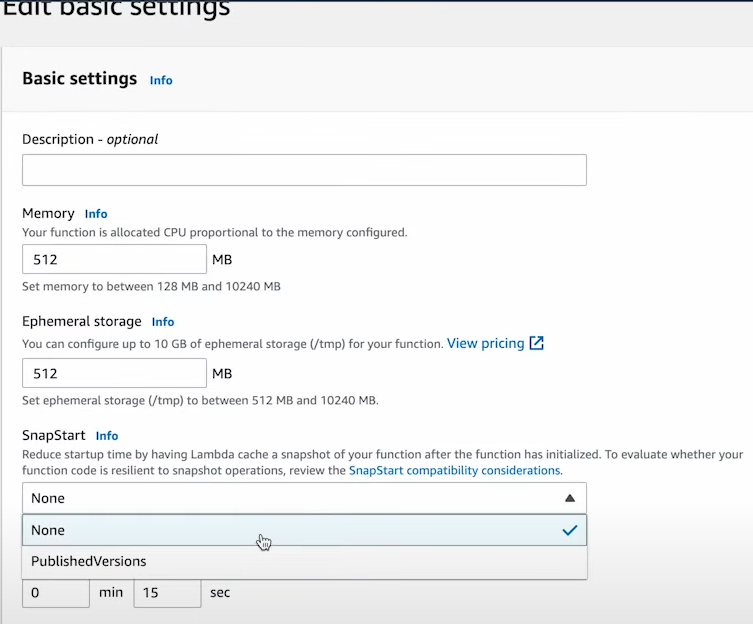 Edit basic settings
Basic settings Info
Description - optional
Memory Info
Your function is allocated CPU proportional to the memory configured.
512 MB
Set memory to between 128 MB and 10240 MB
Ephemeral storage Info
You can configure up to 10 GB of ephemeral storage (/tmp) for your function. View pricing
512 MB
Set ephemeral storage (/tmp) to between 512 MB and 10240 MB.
SnapStart Info
Reduce startup time by having Lambda cache a snapshot of your function after the function has initialized. To evaluate whether your
function code is resilient to snapshot operations, review the SnapStart compatibility considerations.
None
None
PublishedVersions
0 min 15 sec